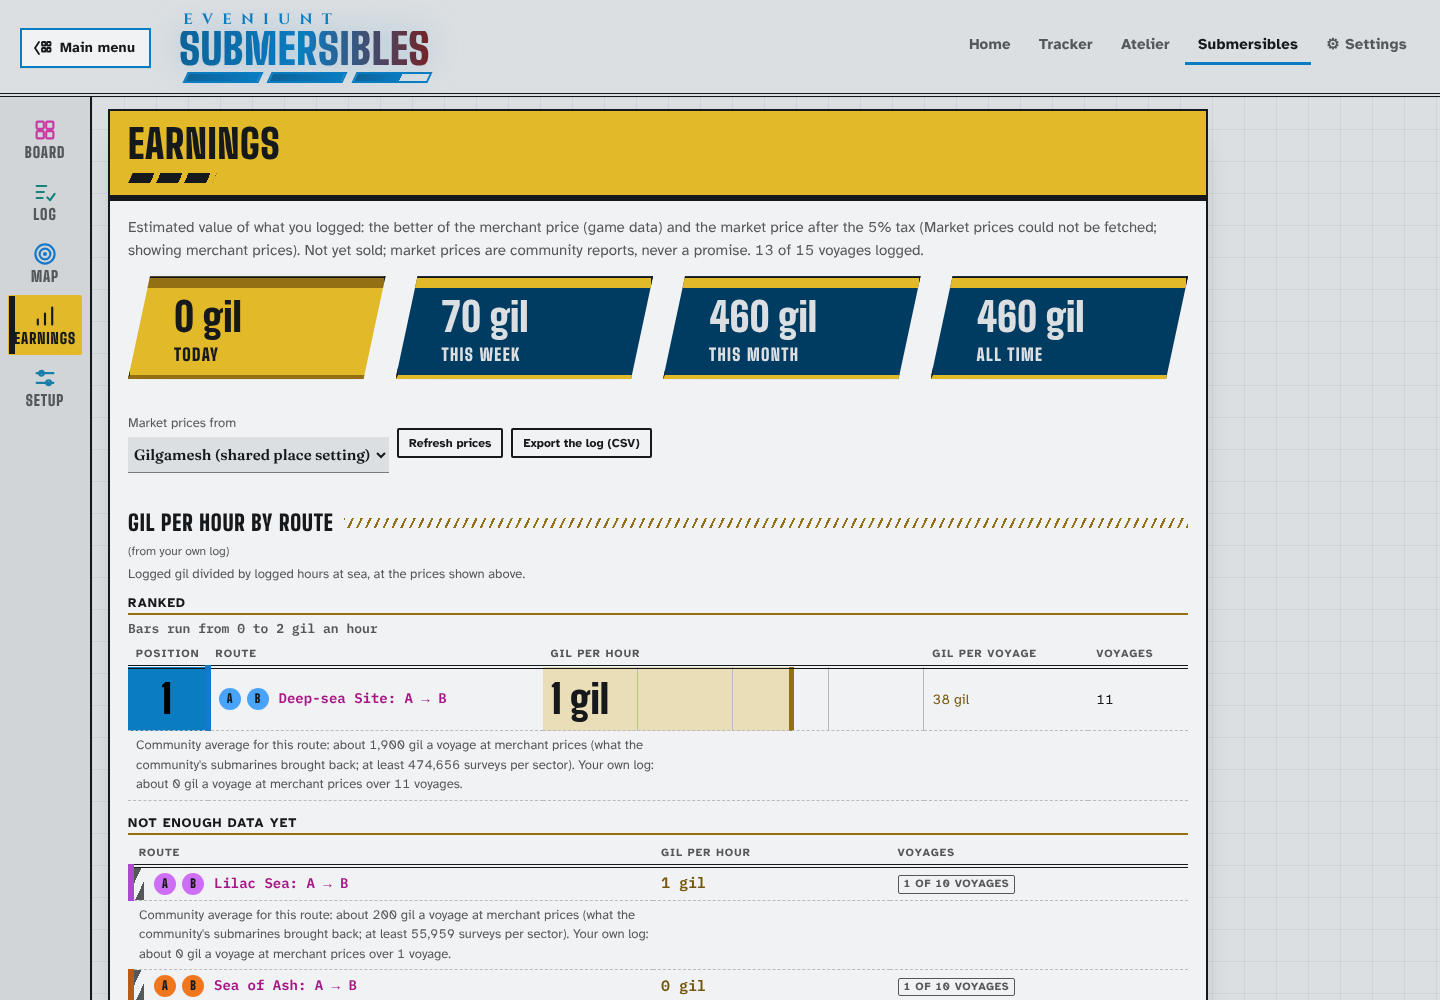 Main menu
EVENIUNT
SUBMERSIBLES
Home
Tracker
Atelier
Submersibles
Settings
BOARD
LOG
MAP
EARNINGS
SETUP
EARNINGS
Estimated value of what you logged: the better of the merchant price (game data) and the market price after the 5% tax (Market prices could not be fetched;
showing merchant prices). Not yet sold; market prices are community reports, never a promise. 13 of 15 voyages logged.
0 gil
TODAY
70 gil
THIS WEEK
460 gil
THIS MONTH
460 gil
ALL TIME
Market prices from
Gilgamesh (shared place setting)
Refresh prices
Export the log (CSV)
GIL PER HOUR BY ROUTE
(from your own log)
Logged gil divided by logged hours at sea, at the prices shown above.
RANKED
Bars run from 0 to 2 gil an hour
POSITION ROUTE GIL PER HOUR GIL PER VOYAGE VOYAGES
1 A B Deep-sea Site: A → B 1 gil 38 gil 11
Community average for this route: about 1,900 gil a voyage at merchant prices (what the
community's submarines brought back; at least 474,656 surveys per sector). Your own log:
about 0 gil a voyage at merchant prices over 11 voyages.
NOT ENOUGH DATA YET
ROUTE GIL PER HOUR VOYAGES
A B Lilac Sea: A → B 1 gil 1 OF 10 VOYAGES
Community average for this route: about 200 gil a voyage at merchant prices (what the
community's submarines brought back; at least 55,959 surveys per sector). Your own log:
about 0 gil a voyage at merchant prices over 1 voyage.
A B Sea of Ash: A → B 0 gil 1 OF 10 VOYAGES